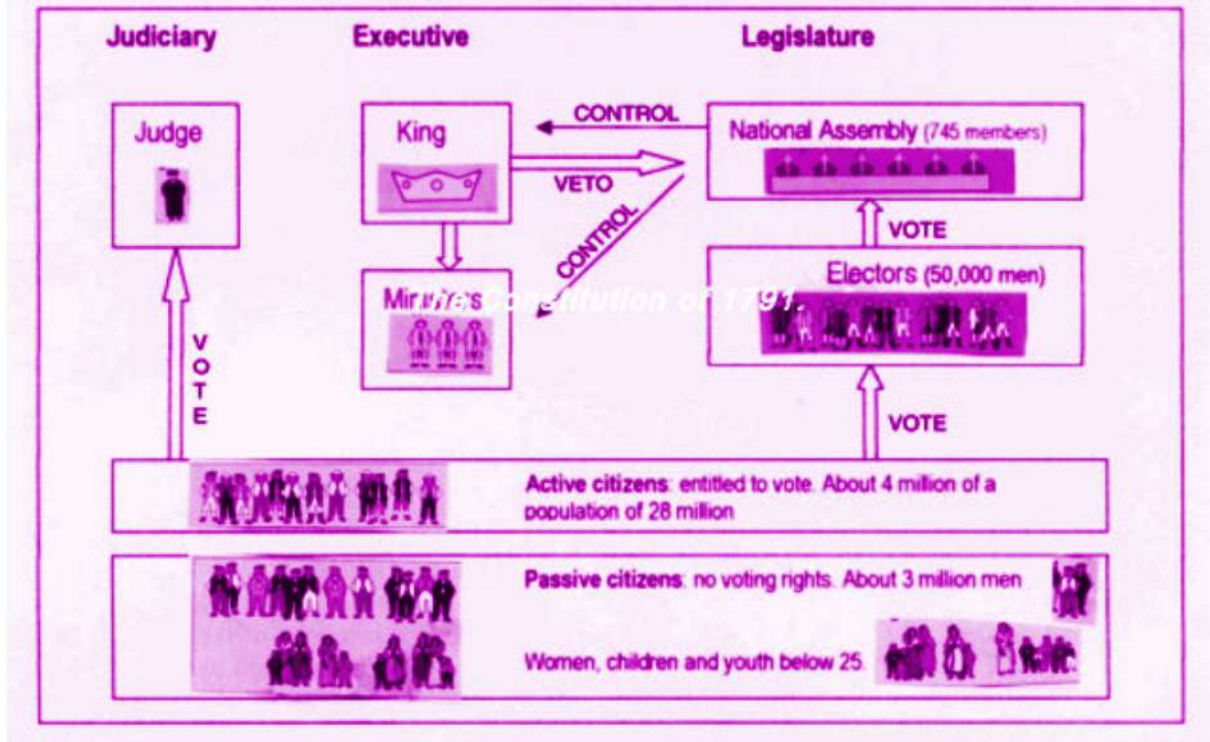 Judiciary
Executive
Legislature
Judge
King
CONTROL
National Assembly (745 members)
VETO
CONTROL
VOTE
Electors (50,000 men)
The Constitution of 1791.
VOTE
VOTE
Active citizens: entitled to vote. About 4 million of a
population of 28 million
Passive citizens: no voting rights. About 3 million men
Women, children and youth below 25.